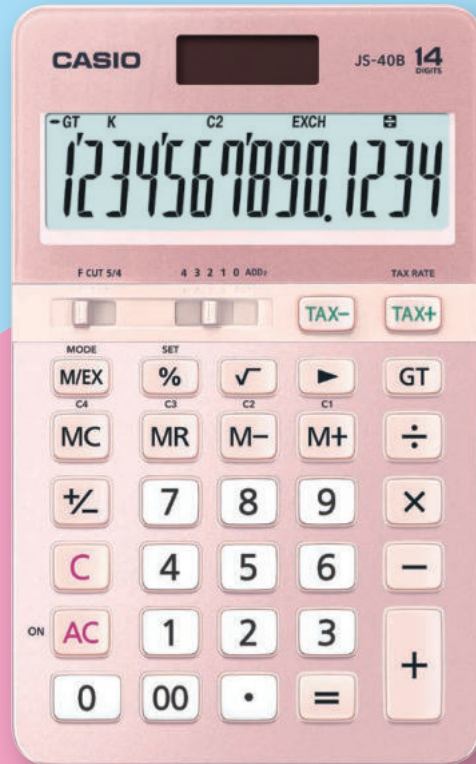 CASIO JS-40B 14 DIGITS
-GT K C2 EXCH
1'234'567'890.1234
F CUT 5/4 4 3 2 1 0 ADD2 TAX RATE
TAX− TAX+
MODE SET
M/EX % √ ► GT
C4 C3 C2 C1
MC MR M− M+ ÷
+/− 7 8 9 ×
C 4 5 6 −
ON AC 1 2 3 +
0 00 · =